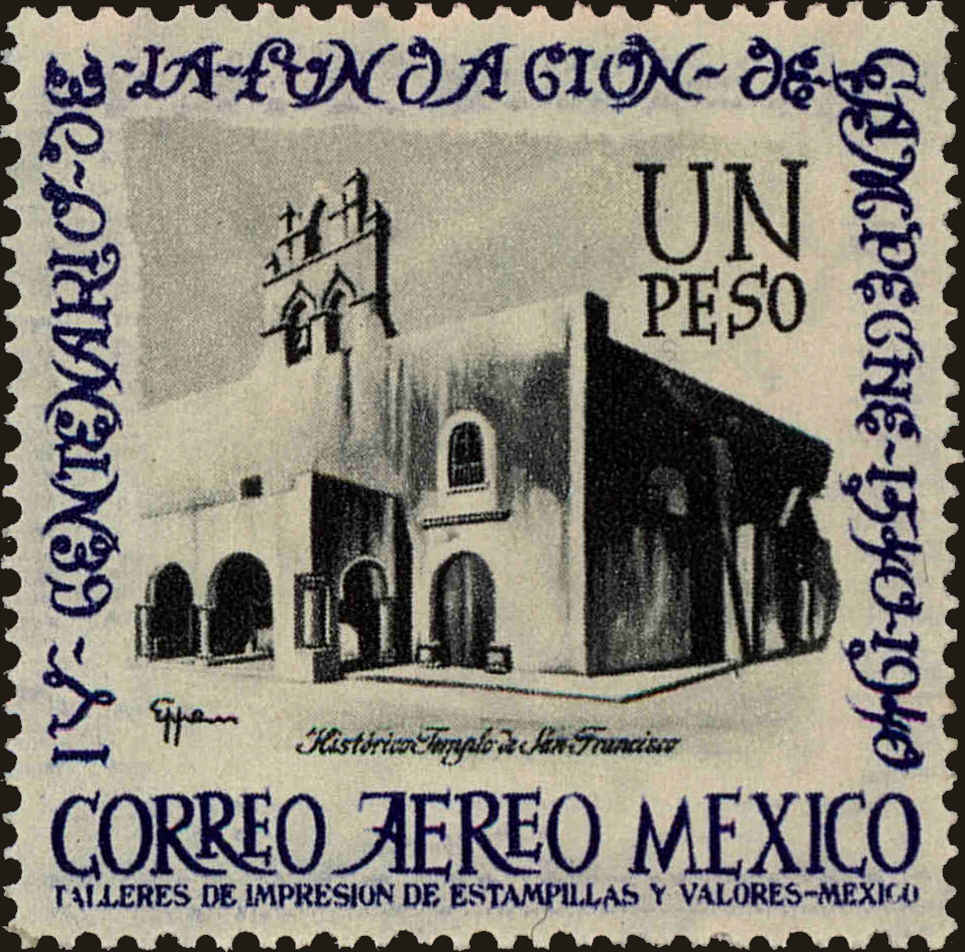 IV-CENTENARIO-DE-LA-FUNDACION-DE-CAMPECHE-1540-1940
UN
PESO
Eppen
Histórico Templo de San Francisco
CORREO AEREO MEXICO
TALLERES DE IMPRESION DE ESTAMPILLAS Y VALORES-MEXICO